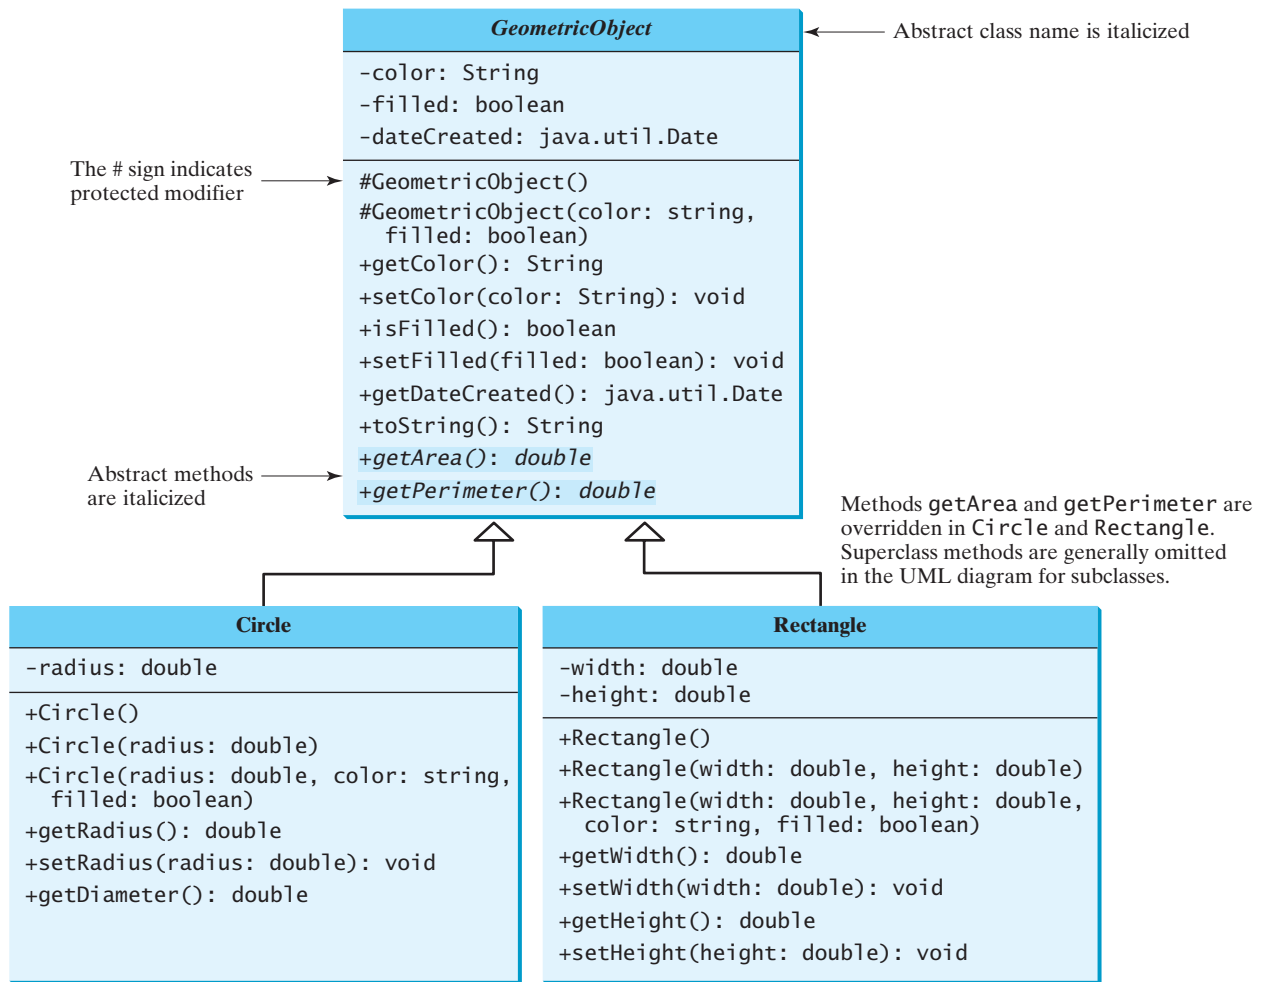 GeometricObject
Abstract class name is italicized
-color: String
-filled: boolean
-dateCreated: java.util.Date
The # sign indicates
protected modifier
#GeometricObject()
#GeometricObject(color: string,
filled: boolean)
+getColor(): String
+setColor(color: String): void
+isFilled(): boolean
+setFilled(filled: boolean): void
+getDateCreated(): java.util.Date
+toString(): String
+getArea(): double
+getPerimeter(): double
Abstract methods
are italicized
Methods getArea and getPerimeter are
overridden in Circle and Rectangle.
Superclass methods are generally omitted
in the UML diagram for subclasses.
Circle
-radius: double
+Circle()
+Circle(radius: double)
+Circle(radius: double, color: string,
filled: boolean)
+getRadius(): double
+setRadius(radius: double): void
+getDiameter(): double
Rectangle
-width: double
-height: double
+Rectangle()
+Rectangle(width: double, height: double)
+Rectangle(width: double, height: double,
color: string, filled: boolean)
+getWidth(): double
+setWidth(width: double): void
+getHeight(): double
+setHeight(height: double): void